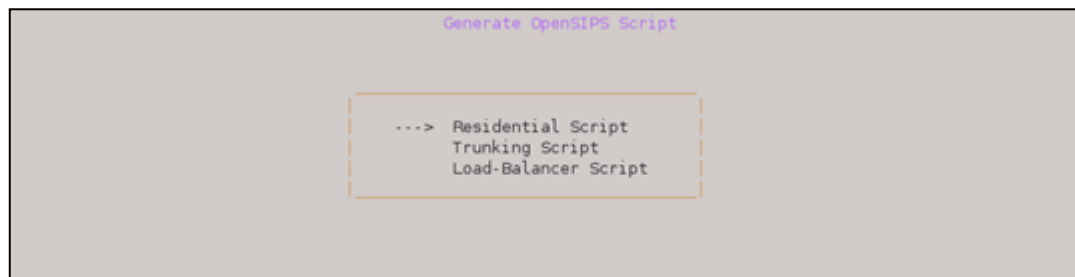 Generate OpenSIPS Script
---> Residential Script
Trunking Script
Load-Balancer Script